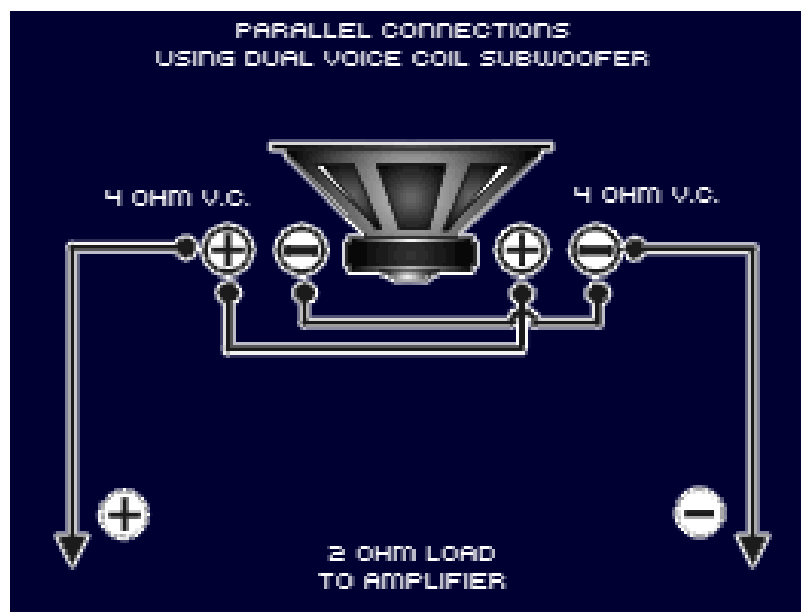 PARALLEL CONNECTIONS
USING DUAL VOICE COIL SUBWOOFER
4 OHM V.C.
4 OHM V.C.
+
−
+
−
+
−
2 OHM LOAD
TO AMPLIFIER